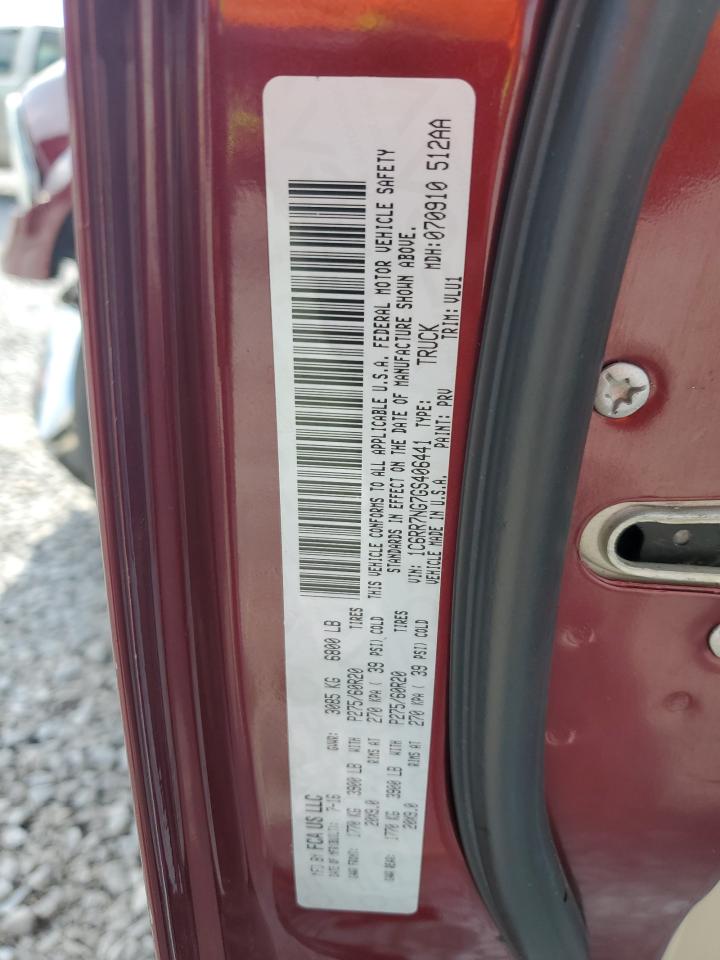 MFD BY FCA US LLC
DATE OF MFR(BUILT): 7-16 GVWR: 3085 KG 6800 LB
GAWR FRONT: 1770 KG 3900 LB WITH P275/60R20 TIRES
20X9.0 RIMS AT 270 KPA ( 39 PSI) COLD
GAWR REAR: 1770 KG 3900 LB WITH P275/60R20 TIRES
20X9.0 RIMS AT 270 KPA ( 39 PSI) COLD
THIS VEHICLE CONFORMS TO ALL APPLICABLE U.S.A. FEDERAL MOTOR VEHICLE SAFETY
STANDARDS IN EFFECT ON THE DATE OF MANUFACTURE SHOWN ABOVE.
VIN: 1C6RR7NG7GS406441 TYPE: TRUCK MDH:070910 512AA
VEHICLE MADE IN U.S.A. PAINT: PRV TRIM: VLU1